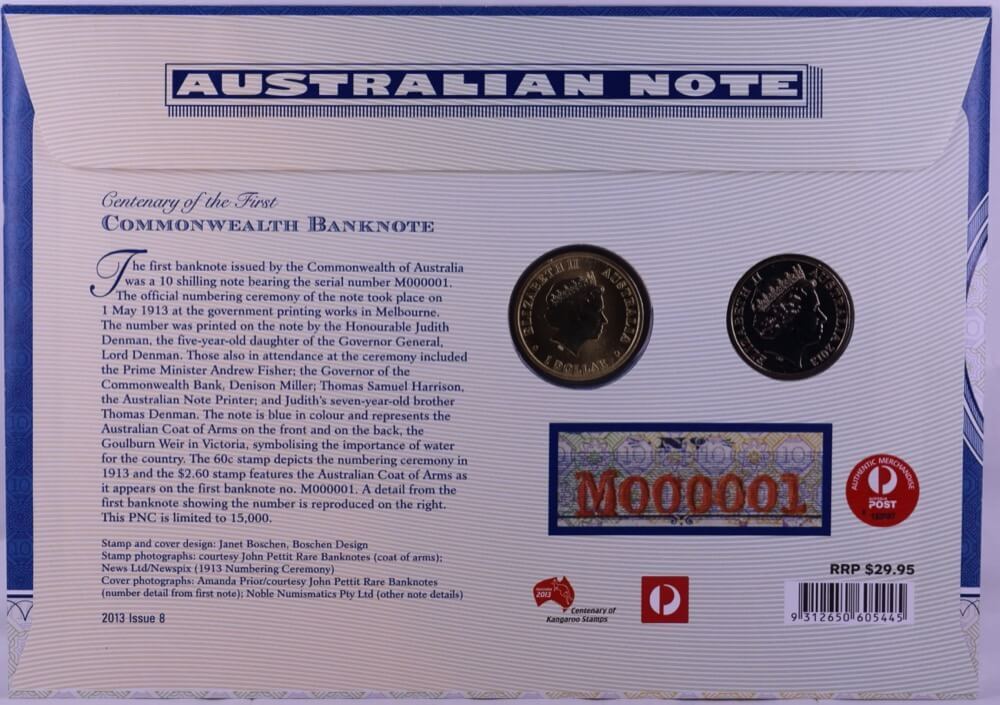 AUSTRALIAN NOTE
Centenary of the First
COMMONWEALTH BANKNOTE
The first banknote issued by the Commonwealth of Australia
was a 10 shilling note bearing the serial number M000001.
The official numbering ceremony of the note took place on
1 May 1913 at the government printing works in Melbourne.
The number was printed on the note by the Honourable Judith
Denman, the five-year-old daughter of the Governor General,
Lord Denman. Those also in attendance at the ceremony included
the Prime Minister Andrew Fisher; the Governor of the
Commonwealth Bank, Denison Miller; Thomas Samuel Harrison,
the Australian Note Printer; and Judith's seven-year-old brother
Thomas Denman. The note is blue in colour and represents the
Australian Coat of Arms on the front and on the back, the
Goulburn Weir in Victoria, symbolising the importance of water
for the country. The 60c stamp depicts the numbering ceremony in
1913 and the $2.60 stamp features the Australian Coat of Arms as
it appears on the first banknote no. M000001. A detail from the
first banknote showing the number is reproduced on the right.
This PNC is limited to 15,000.
Stamp and cover design: Janet Boschen, Boschen Design
Stamp photographs: courtesy John Pettit Rare Banknotes (coat of arms);
News Ltd/Newspix (1913 Numbering Ceremony)
Cover photographs: Amanda Prior/courtesy John Pettit Rare Banknotes
(number detail from first note); Noble Numismatics Pty Ltd (other note details)
2013 Issue 8
ELIZABETH II AUSTRALIA
1 DOLLAR
ELIZABETH II AUSTRALIA 2013
No
10 10 10
M000001
AUTHENTIC MERCHANDISE
POST
Australia
2013
Centenary of
Kangaroo Stamps
RRP $29.95
9 312650 605445